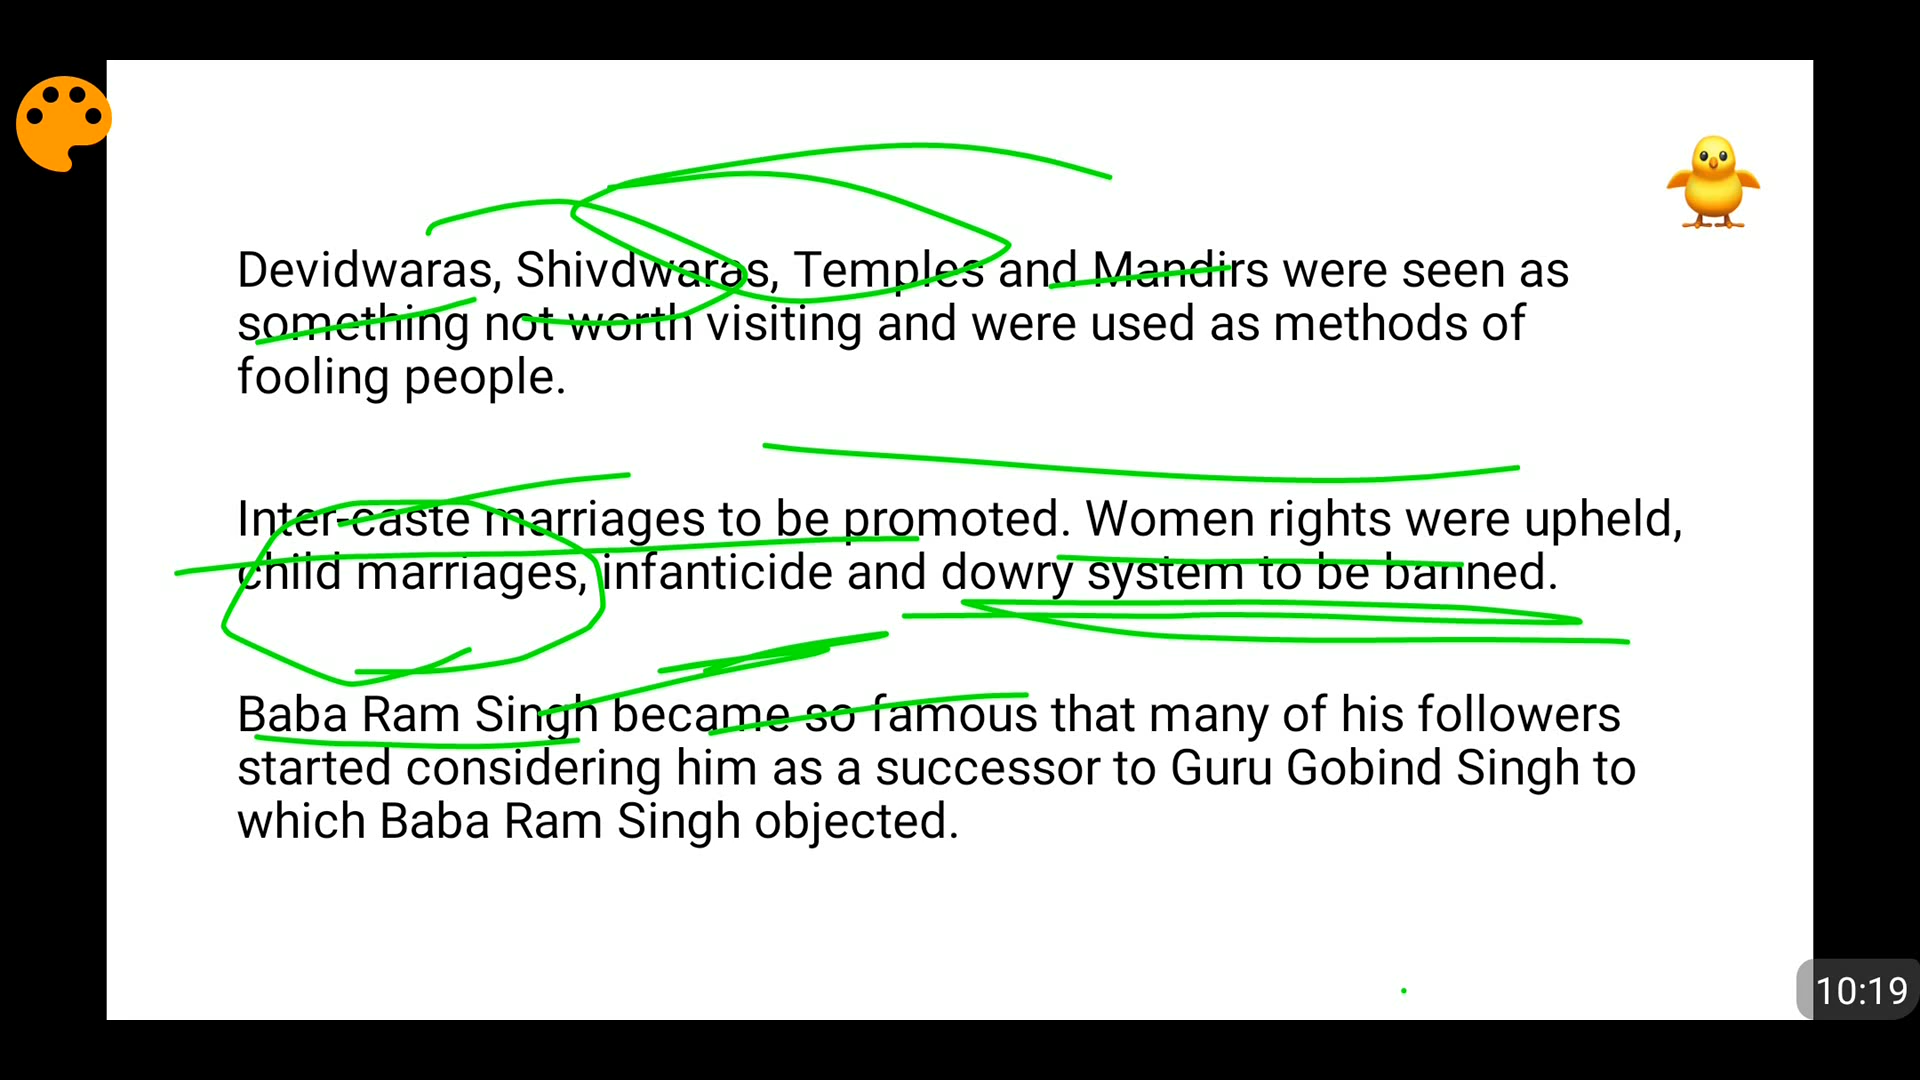 Devidwaras, Shivdwaras, Temples and Mandirs were seen as
something not worth visiting and were used as methods of
fooling people.
Inter-caste marriages to be promoted. Women rights were upheld,
child marriages, infanticide and dowry system to be banned.
Baba Ram Singh became so famous that many of his followers
started considering him as a successor to Guru Gobind Singh to
which Baba Ram Singh objected.
10:19